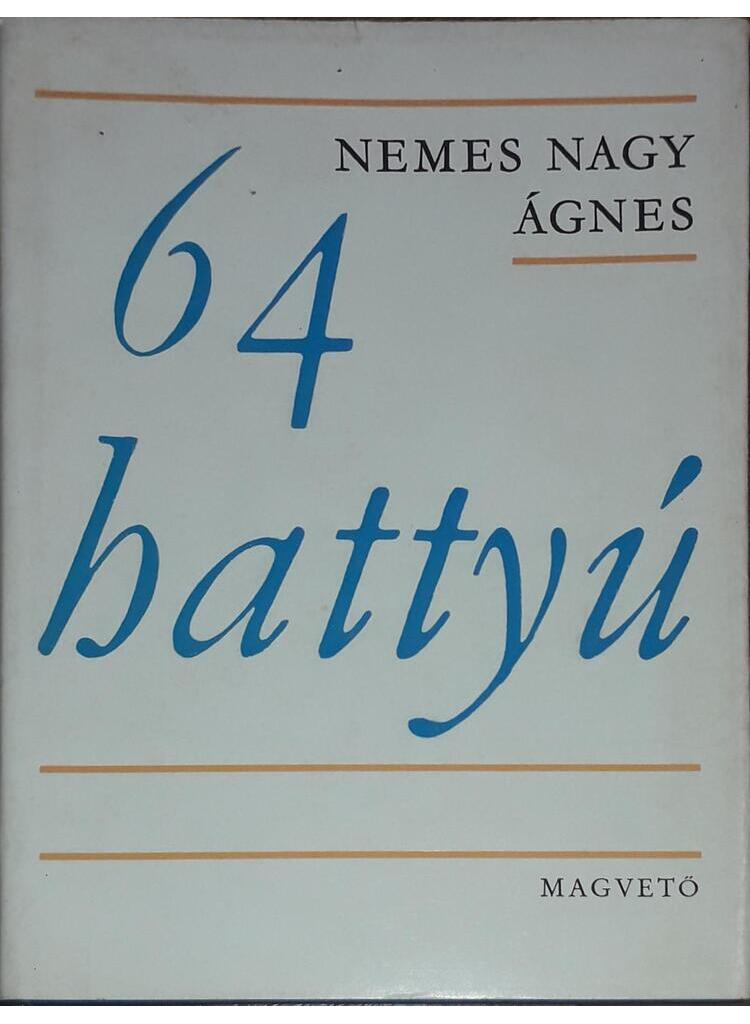 NEMES NAGY
ÁGNES
64
hattyú
MAGVETŐ